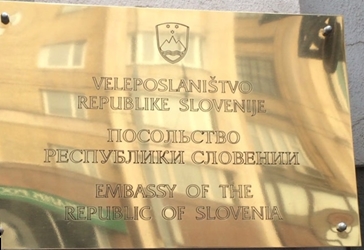 VELEPOSLANIŠTVO
REPUBLIKE SLOVENIJE
ПОСОЛЬСТВО
РЕСПУБЛИКИ СЛОВЕНИИ
EMBASSY OF THE
REPUBLIC OF SLOVENIA